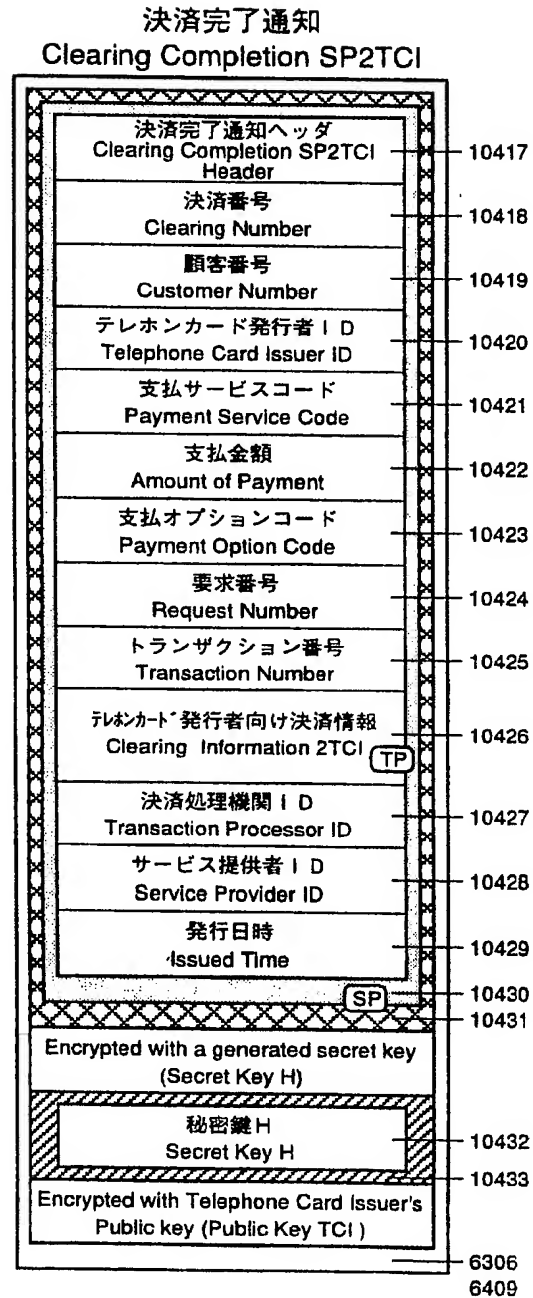 決済完了通知
Clearing Completion SP2TCI
決済完了通知ヘッダ
Clearing Completion SP2TCI
Header
10417
決済番号
Clearing Number
10418
顧客番号
Customer Number
10419
テレホンカード発行者ID
Telephone Card Issuer ID
10420
支払サービスコード
Payment Service Code
10421
支払金額
Amount of Payment
10422
支払オプションコード
Payment Option Code
10423
要求番号
Request Number
10424
トランザクション番号
Transaction Number
10425
テレホンカード発行者向け決済情報
Clearing Information 2TCI
TP
10426
決済処理機関ID
Transaction Processor ID
10427
サービス提供者ID
Service Provider ID
10428
発行日時
Issued Time
10429
SP
10430
10431
Encrypted with a generated secret key
(Secret Key H)
秘密鍵H
Secret Key H
10432
10433
Encrypted with Telephone Card Issuer's
Public key (Public Key TCI )
6306
6409